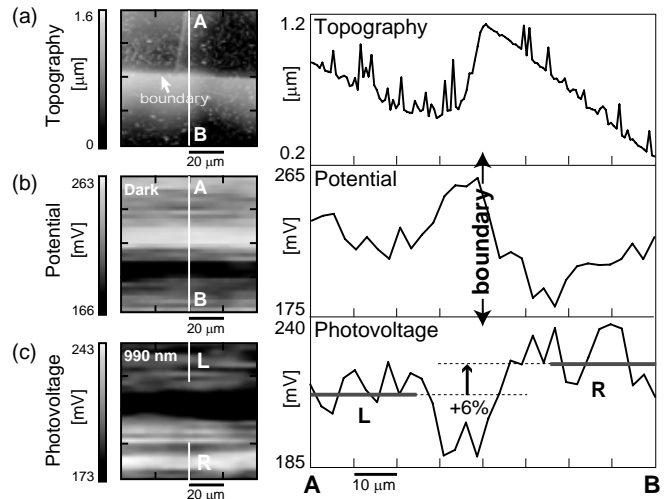 (a)
1.6
Topography
[μm]
0
A
boundary
B
20 μm
1.2
Topography
[μm]
0.2
(b)
263
Potential
[mV]
166
Dark
A
B
20 μm
265
Potential
[mV]
175
boundary
(c)
243
Photovoltage
[mV]
173
990 nm
L
R
20 μm
240
Photovoltage
[mV]
185
L
+6%
R
A
10 μm
B